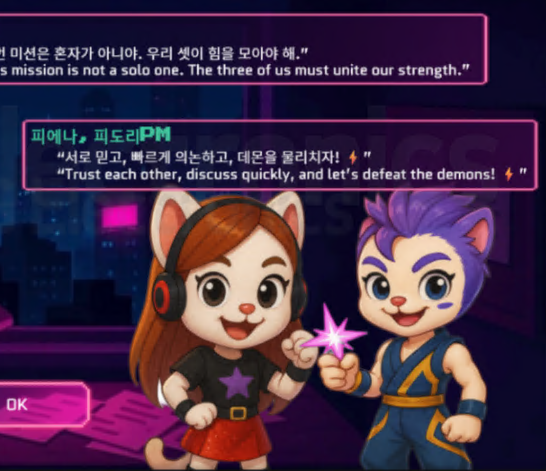 미션은 혼자가 아니야. 우리 셋이 힘을 모아야 해.”
s mission is not a solo one. The three of us must unite our strength.”
피에나, 피도리PM
“서로 믿고, 빠르게 의논하고, 데몬을 물리치자! ⚡”
“Trust each other, discuss quickly, and let’s defeat the demons! ⚡”
OK